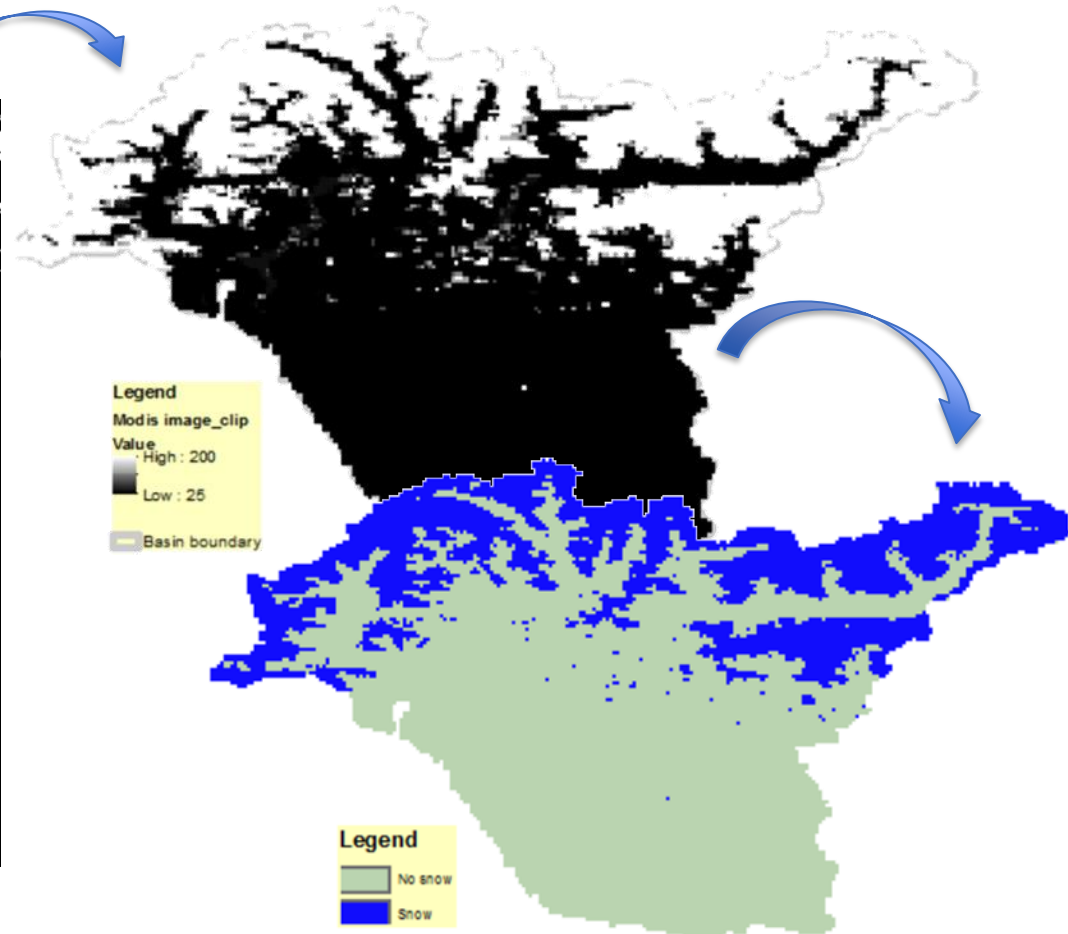 Legend
Modis image_clip
Value
High : 200
Low : 25
Basin boundary
Legend
No snow
Snow